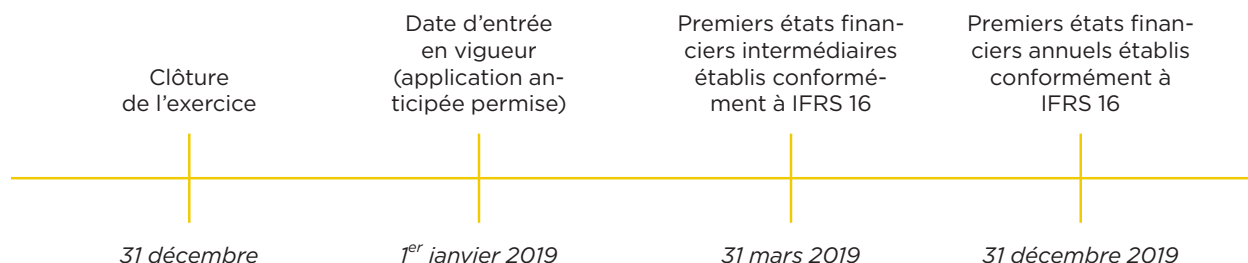 Clôture
de l’exercice
Date d’entrée
en vigueur
(application an-
ticipée permise)
Premiers états finan-
ciers intermédiaires
établis conformé-
ment à IFRS 16
Premiers états finan-
ciers annuels établis
conformément à
IFRS 16
31 décembre
1er janvier 2019
31 mars 2019
31 décembre 2019